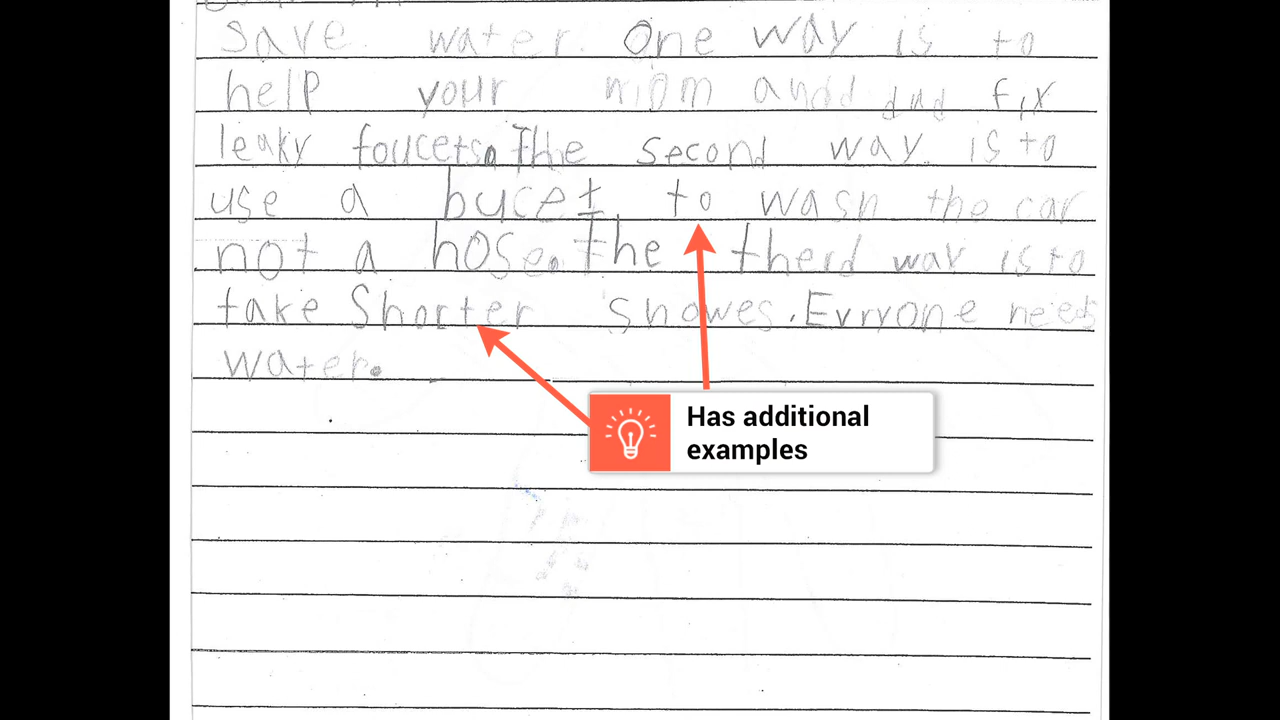 save water. One way is to
help your mom andd dad fix
leaky foucets. The second way is to
use a bucet to wash the car
not a hose. The therd way is to
take Shorter Showes. Evryone needs
water.
Has additional
examples